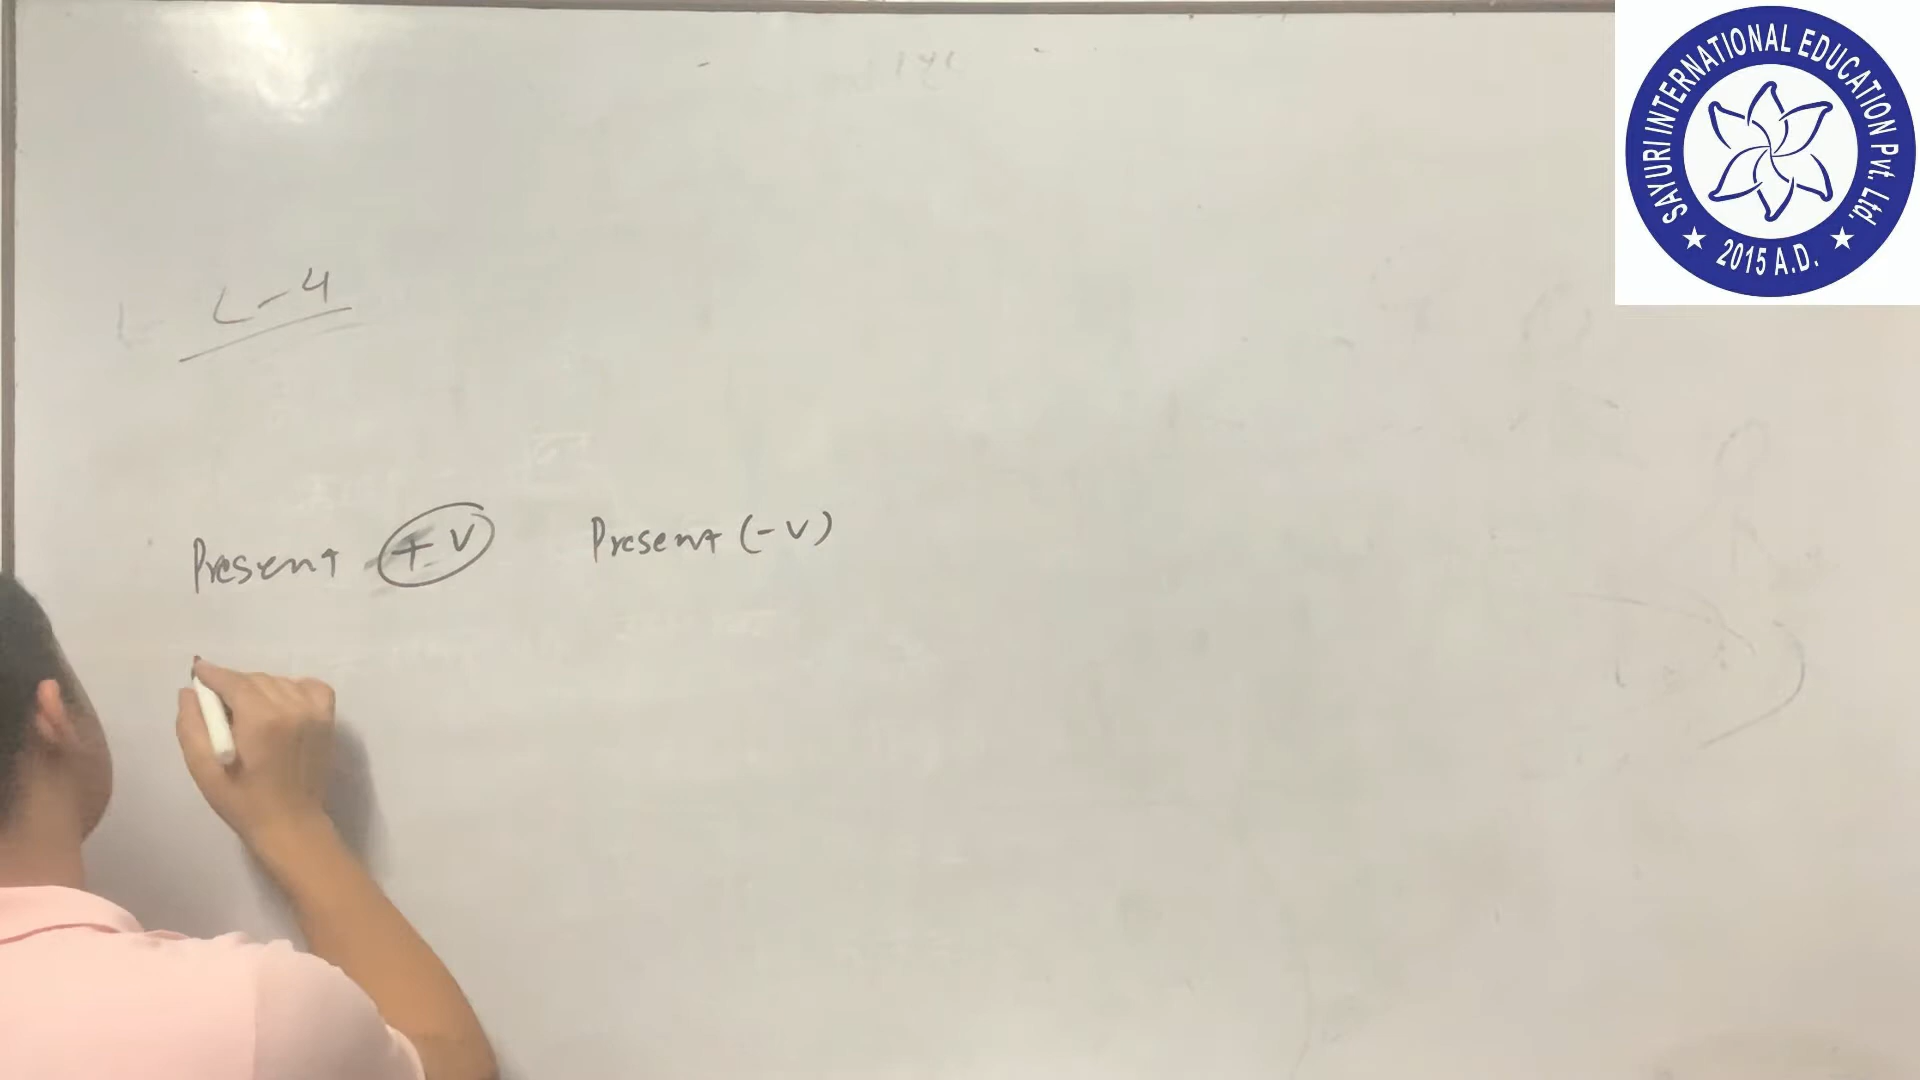 SAYURI INTERNATIONAL EDUCATION Pvt. Ltd.
★ 2015 A.D. ★
L-4
Present +V Present (-V)